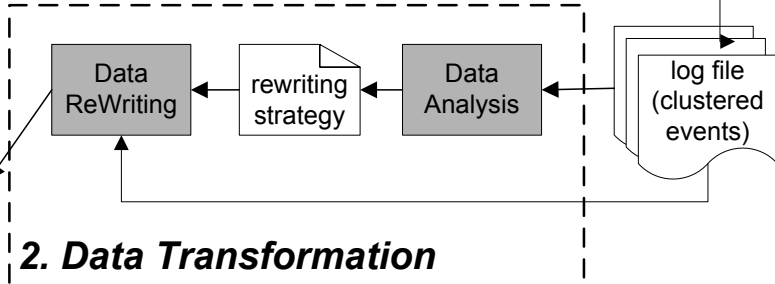 Data
ReWriting
rewriting
strategy
Data
Analysis
log file
(clustered
events)
2. Data Transformation